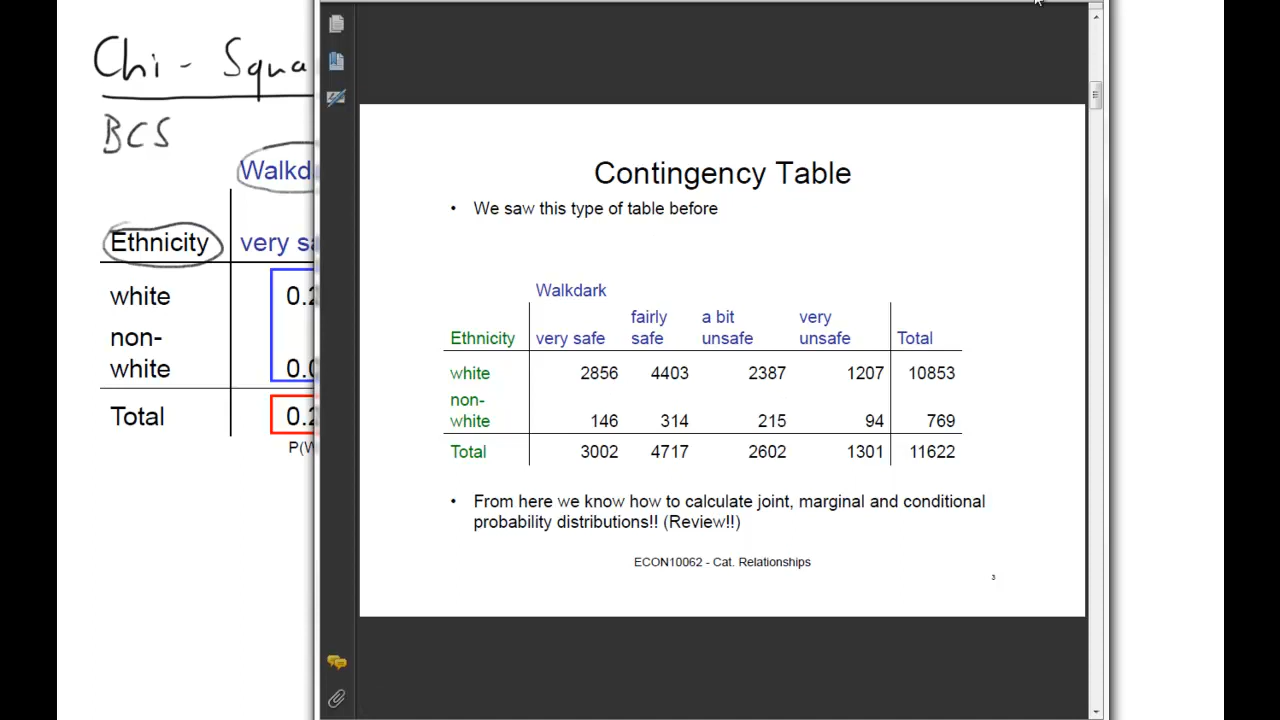 Chi - Squa
BCS
Walkd
Ethnicity very sa
white 0.2
non-
white 0.0
Total 0.2
P(W
Contingency Table
• We saw this type of table before
Walkdark
fairly a bit very
Ethnicity very safe safe unsafe unsafe Total
white 2856 4403 2387 1207 10853
non-
white 146 314 215 94 769
Total 3002 4717 2602 1301 11622
• From here we know how to calculate joint, marginal and conditional
probability distributions!! (Review!!)
ECON10062 - Cat. Relationships
3